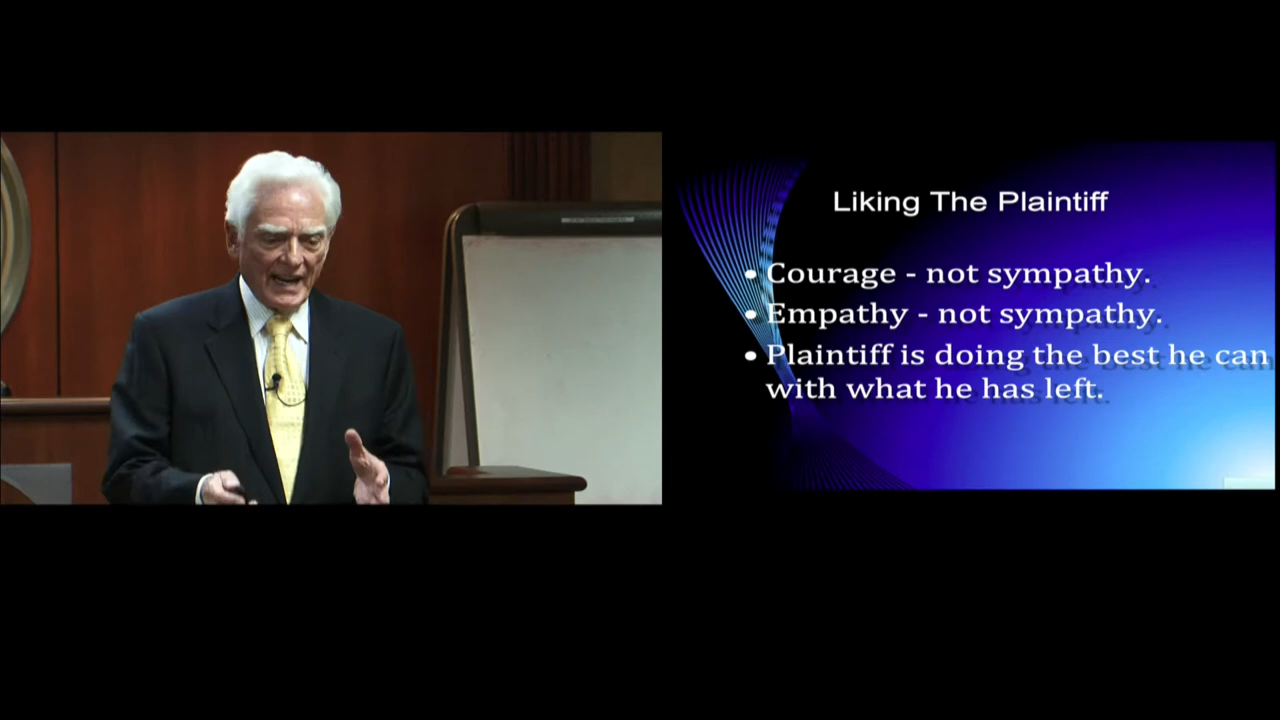 Liking The Plaintiff
• Courage - not sympathy.
• Empathy - not sympathy.
• Plaintiff is doing the best he can
with what he has left.